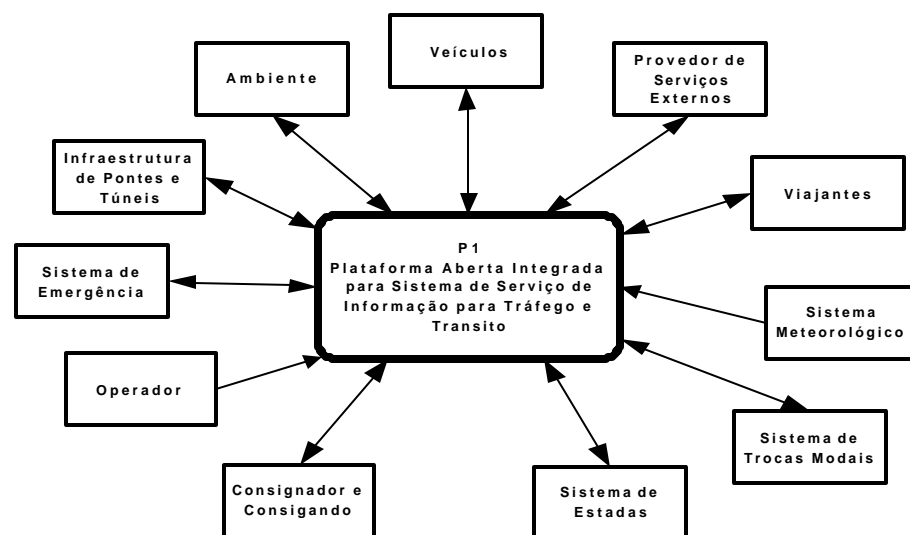 Veículos
Ambiente
Provedor de
Serviços
Externos
Infraestrutura
de Pontes e
Túneis
Viajantes
P1
Plataforma Aberta Integrada
para Sistema de Serviço de
Informação para Tráfego e
Transito
Sistema de
Emergência
Sistema
Meteorológico
Operador
Sistema de
Trocas Modais
Consignador e
Consigando
Sistema de
Estadas